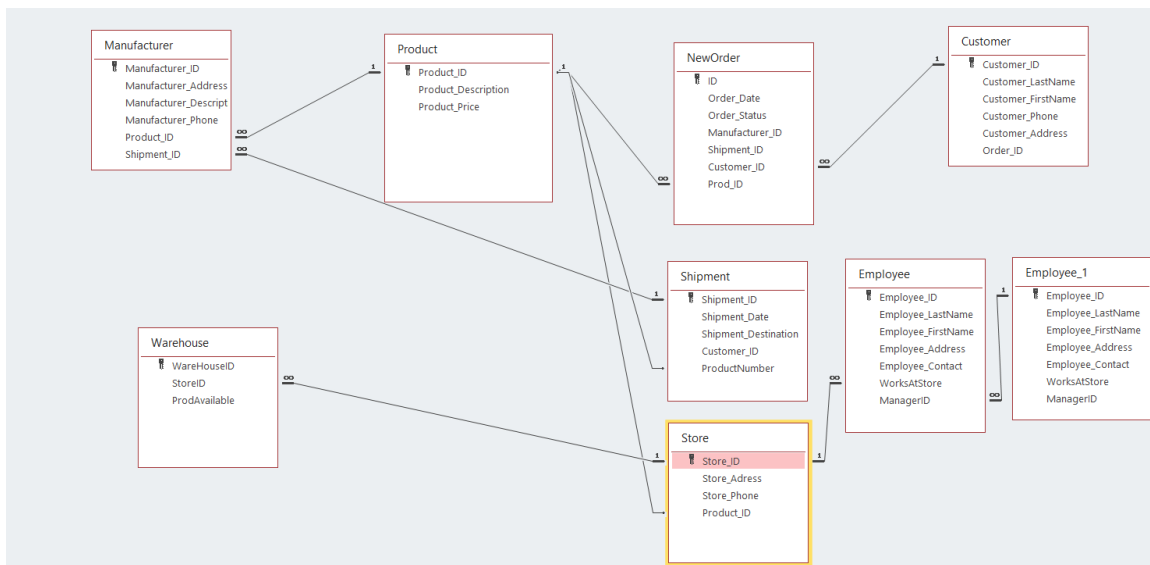 Manufacturer
Manufacturer_ID
Manufacturer_Address
Manufacturer_Descript
Manufacturer_Phone
Product_ID
Shipment_ID
∞
∞
Product
Product_ID
Product_Description
Product_Price
1
1
NewOrder
ID
Order_Date
Order_Status
Manufacturer_ID
Shipment_ID
Customer_ID
Prod_ID
∞
∞
Customer
Customer_ID
Customer_LastName
Customer_FirstName
Customer_Phone
Customer_Address
Order_ID
1
Warehouse
WareHouseID
StoreID
ProdAvailable
∞
Shipment
Shipment_ID
Shipment_Date
Shipment_Destination
Customer_ID
ProductNumber
1
Employee
Employee_ID
Employee_LastName
Employee_FirstName
Employee_Address
Employee_Contact
WorksAtStore
ManagerID
∞
∞
Employee_1
Employee_ID
Employee_LastName
Employee_FirstName
Employee_Address
Employee_Contact
WorksAtStore
ManagerID
1
Store
Store_ID
Store_Adress
Store_Phone
Product_ID
1
1